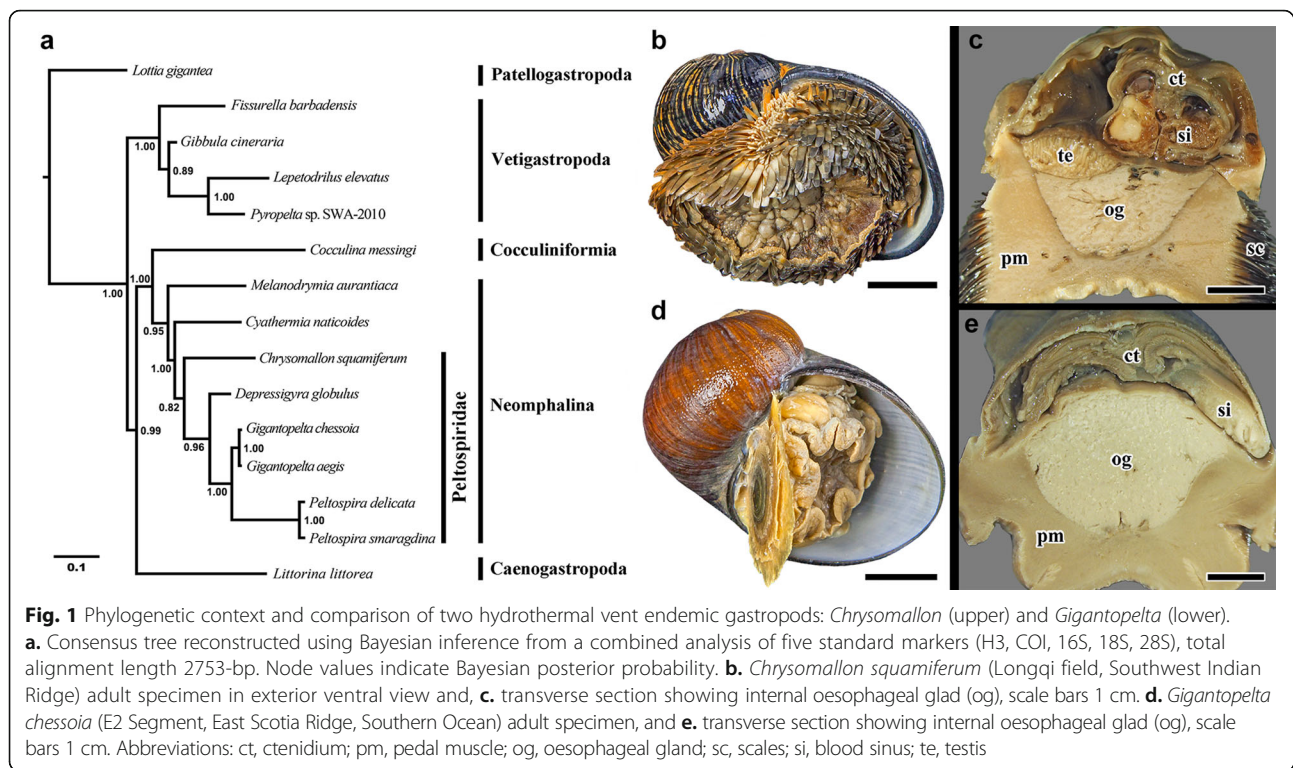 a
Lottia gigantea
Patellogastropoda
Fissurella barbadensis
Gibbula cineraria
Vetigastropoda
1.00
0.89
Lepetodrilus elevatus
1.00
Pyropelta sp. SWA-2010
Cocculina messingi
Cocculiniformia
1.00
1.00
Melanodrymia aurantiaca
0.95
Cyathermia naticoides
1.00
Chrysomallon squamiferum
0.82
Depressigyra globulus
Neomphalina
Peltospiridae
0.99
0.96
Gigantopelta chessoia
1.00
Gigantopelta aegis
1.00
Peltospira delicata
1.00
Peltospira smaragdina
0.1
Littorina littorea
Caenogastropoda
b
c
ct
si
te
og
pm
sc
d
e
ct
si
og
pm
Fig. 1 Phylogenetic context and comparison of two hydrothermal vent endemic gastropods: Chrysomallon (upper) and Gigantopelta (lower).
a. Consensus tree reconstructed using Bayesian inference from a combined analysis of five standard markers (H3, COI, 16S, 18S, 28S), total
alignment length 2753-bp. Node values indicate Bayesian posterior probability. b. Chrysomallon squamiferum (Longqi field, Southwest Indian
Ridge) adult specimen in exterior ventral view and, c. transverse section showing internal oesophageal glad (og), scale bars 1 cm. d. Gigantopelta
chessoia (E2 Segment, East Scotia Ridge, Southern Ocean) adult specimen, and e. transverse section showing internal oesophageal glad (og), scale
bars 1 cm. Abbreviations: ct, ctenidium; pm, pedal muscle; og, oesophageal gland; sc, scales; si, blood sinus; te, testis